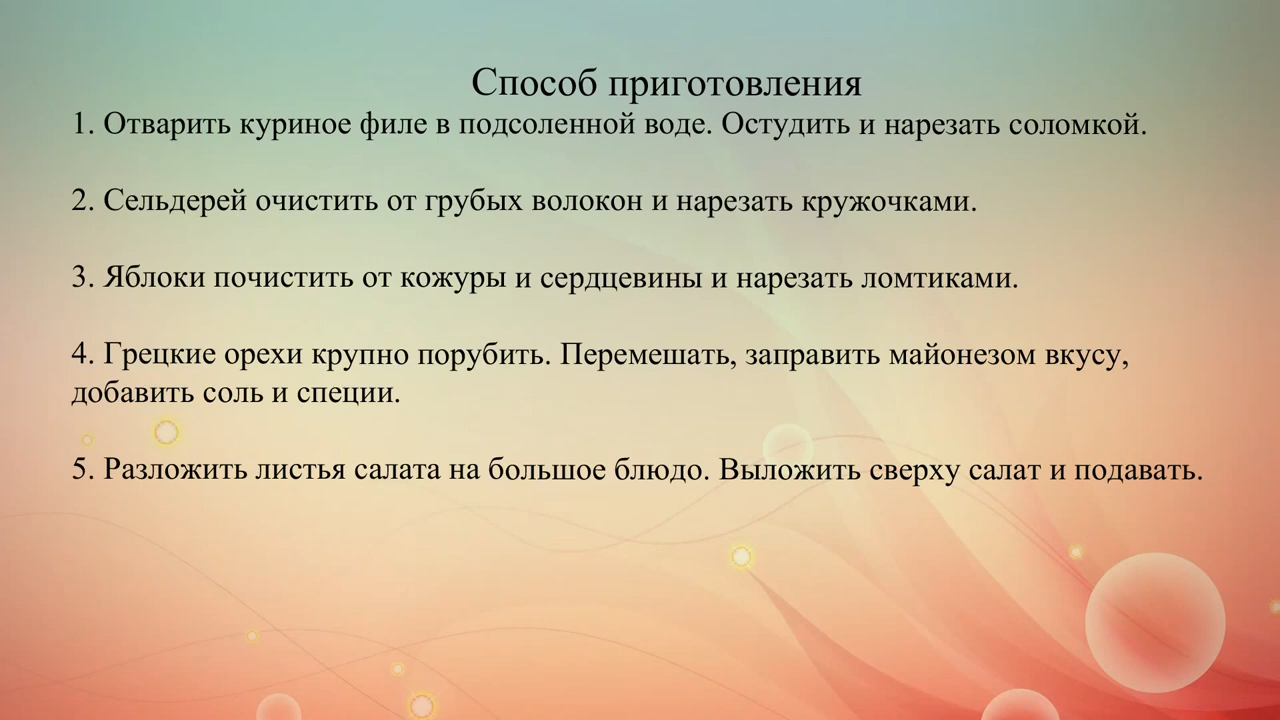 Способ приготовления
1. Отварить куриное филе в подсоленной воде. Остудить и нарезать соломкой.
2. Сельдерей очистить от грубых волокон и нарезать кружочками.
3. Яблоки почистить от кожуры и сердцевины и нарезать ломтиками.
4. Грецкие орехи крупно порубить. Перемешать, заправить майонезом вкусу,
добавить соль и специи.
5. Разложить листья салата на большое блюдо. Выложить сверху салат и подавать.